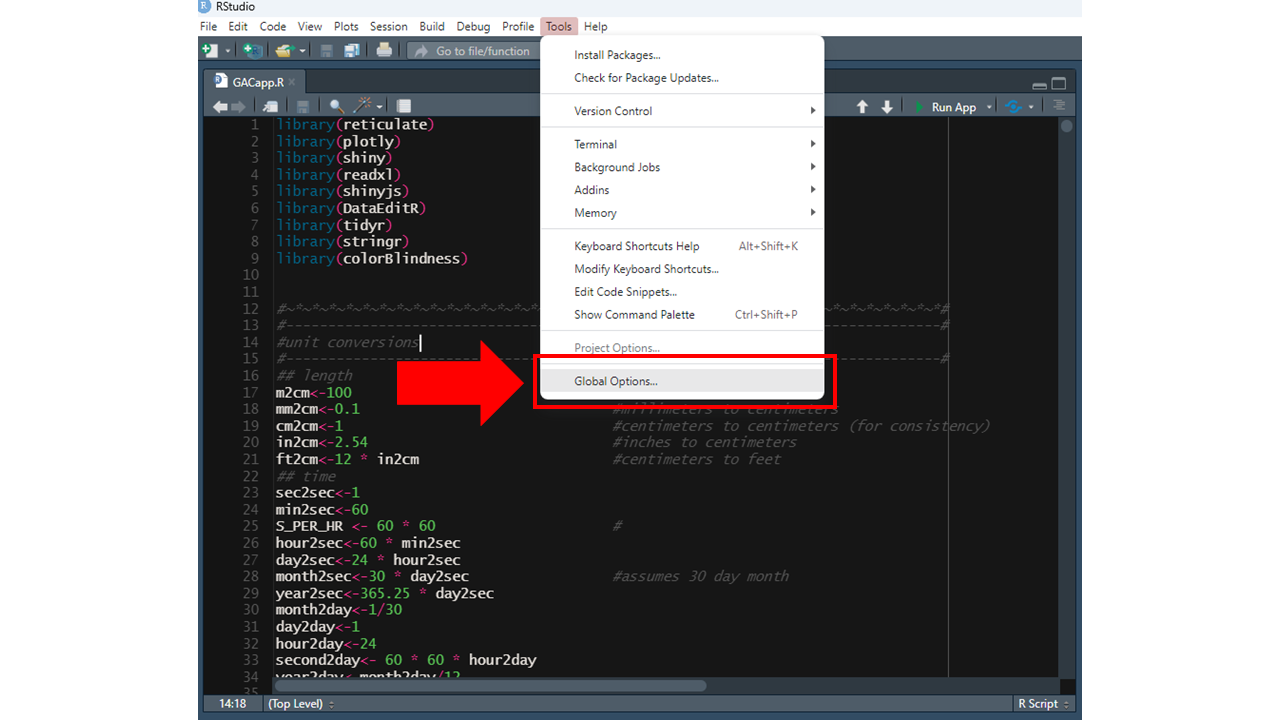 RStudio
File Edit Code View Plots Session Build Debug Profile Tools Help
Go to file/function
GACapp.R
Run App
Install Packages...
Check for Package Updates...
Version Control
Terminal
Background Jobs
Addins
Memory
Keyboard Shortcuts Help Alt+Shift+K
Modify Keyboard Shortcuts...
Edit Code Snippets...
Show Command Palette Ctrl+Shift+P
Project Options...
Global Options...
1 library(reticulate)
2 library(plotly)
3 library(shiny)
4 library(readxl)
5 library(shinyjs)
6 library(DataEditR)
7 library(tidyr)
8 library(stringr)
9 library(colorBlindness)
10
11
12 #~*~*~*~*~*~*~*~*~*~*~*~*~*~*~*~ *~*~*~*~*~*~*~*#
13 #------------------------------- ---------------#
14 #unit conversions
15 #------------------------------- ---------------#
16 ## length
17 m2cm<-100
18 mm2cm<-0.1 #millimeters to centimeters
19 cm2cm<-1 #centimeters to centimeters (for consistency)
20 in2cm<-2.54 #inches to centimeters
21 ft2cm<-12 * in2cm #centimeters to feet
22 ## time
23 sec2sec<-1
24 min2sec<-60
25 S_PER_HR <- 60 * 60 #
26 hour2sec<-60 * min2sec
27 day2sec<-24 * hour2sec
28 month2sec<-30 * day2sec #assumes 30 day month
29 year2sec<-365.25 * day2sec
30 month2day<-1/30
31 day2day<-1
32 hour2day<-24
33 second2day<- 60 * 60 * hour2day
34 year2day<-month2day/12
35
14:18 (Top Level) R Script